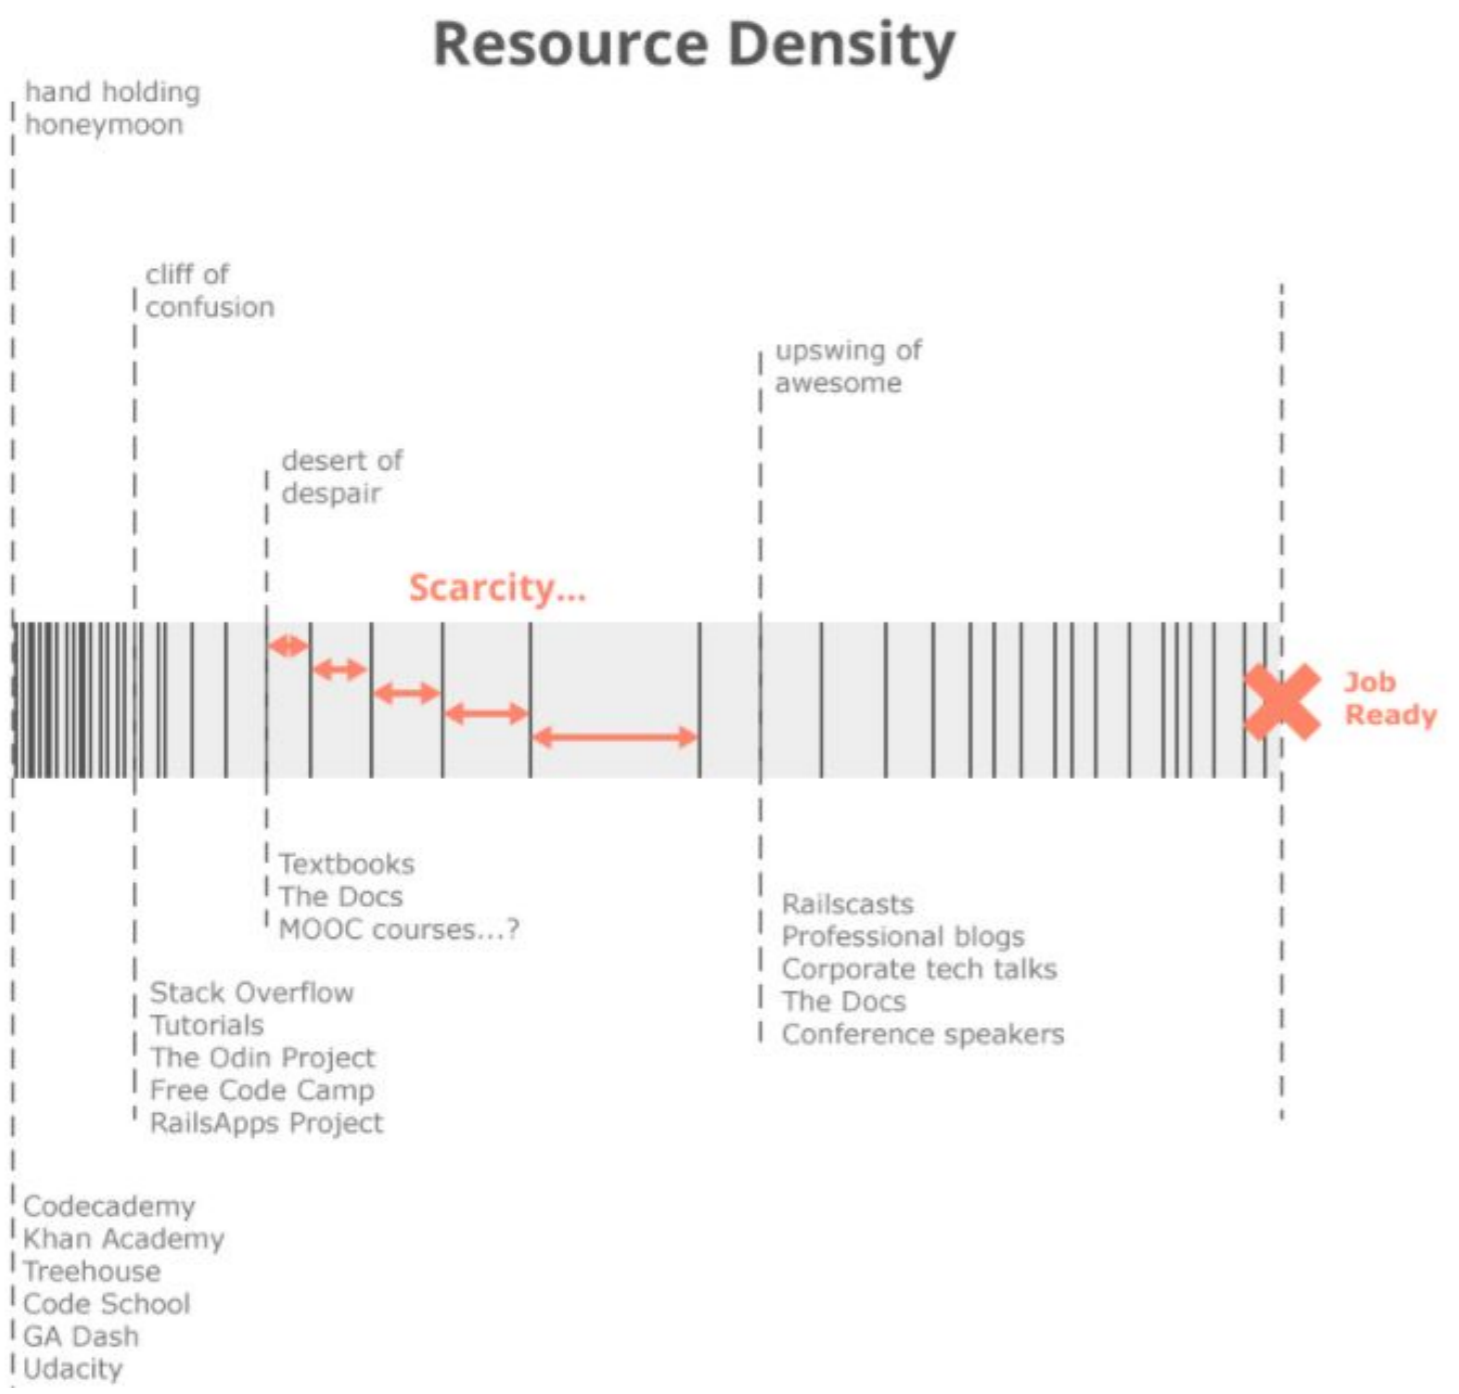 Resource Density
hand holding
honeymoon
cliff of
confusion
upswing of
awesome
desert of
despair
Scarcity...
Job
Ready
Textbooks
The Docs
MOOC courses...?
Railscasts
Professional blogs
Corporate tech talks
The Docs
Conference speakers
Stack Overflow
Tutorials
The Odin Project
Free Code Camp
RailsApps Project
Codecademy
Khan Academy
Treehouse
Code School
GA Dash
Udacity